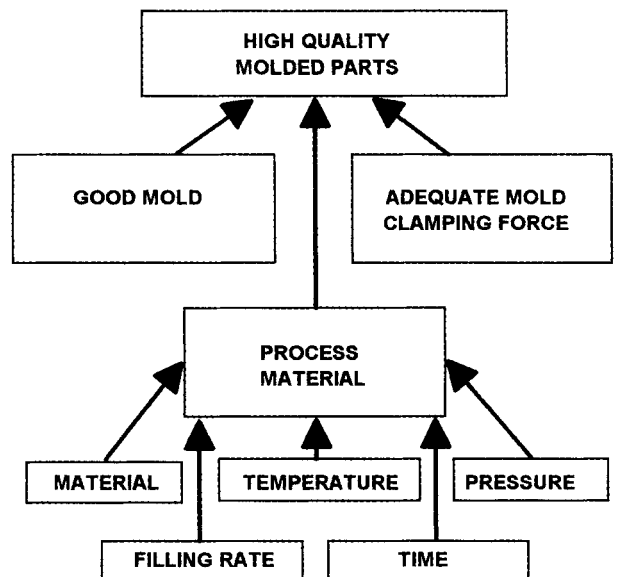 HIGH QUALITY
MOLDED PARTS
GOOD MOLD
ADEQUATE MOLD
CLAMPING FORCE
PROCESS
MATERIAL
MATERIAL
TEMPERATURE
PRESSURE
FILLING RATE
TIME